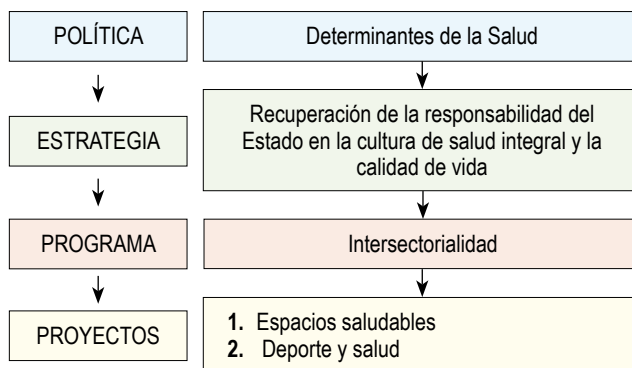 POLÍTICA
Determinantes de la Salud
ESTRATEGIA
Recuperación de la responsabilidad del
Estado en la cultura de salud integral y la
calidad de vida
PROGRAMA
Intersectorialidad
PROYECTOS
1. Espacios saludables
2. Deporte y salud